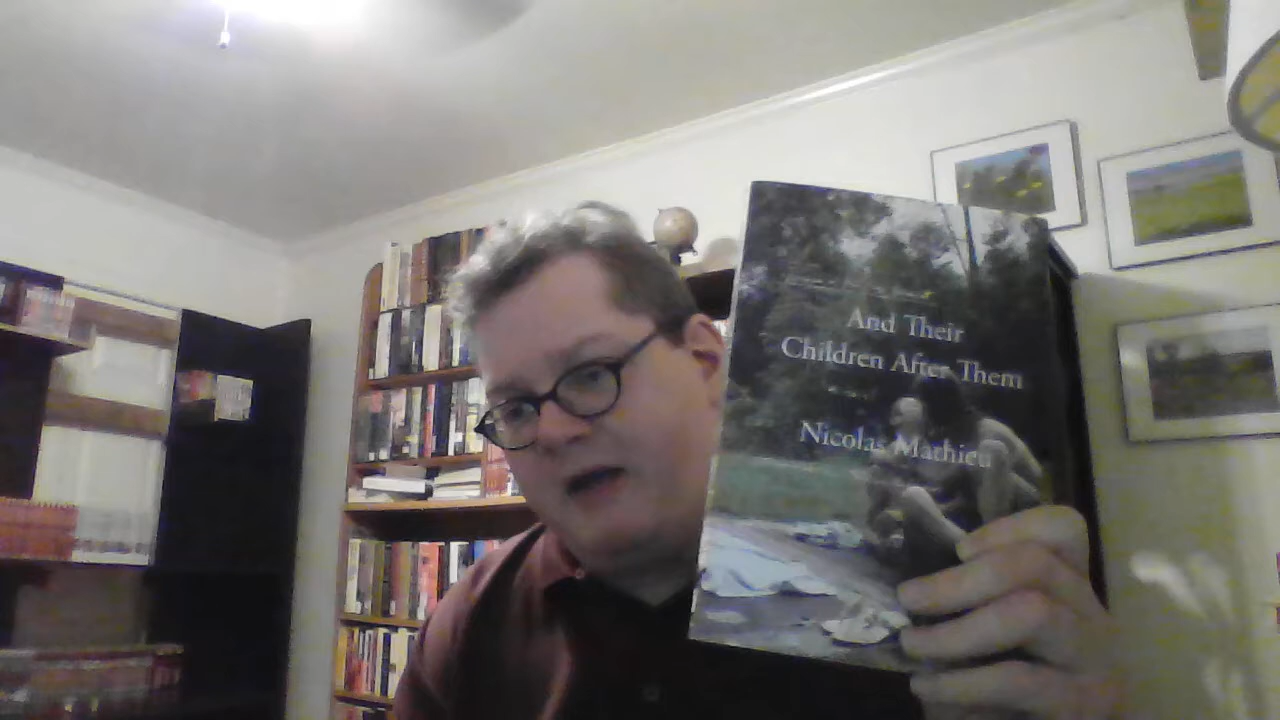 And Their
Children After Them
Nicolas Mathieu